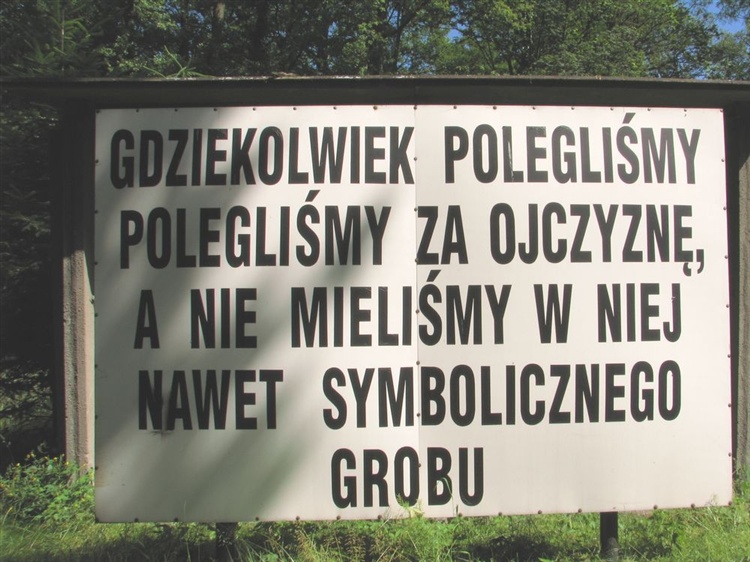 GDZIEKOLWIEK POLEGLIŚMY
POLEGLIŚMY ZA OJCZYZNĘ,
A NIE MIELIŚMY W NIEJ
NAWET SYMBOLICZNEGO
GROBU